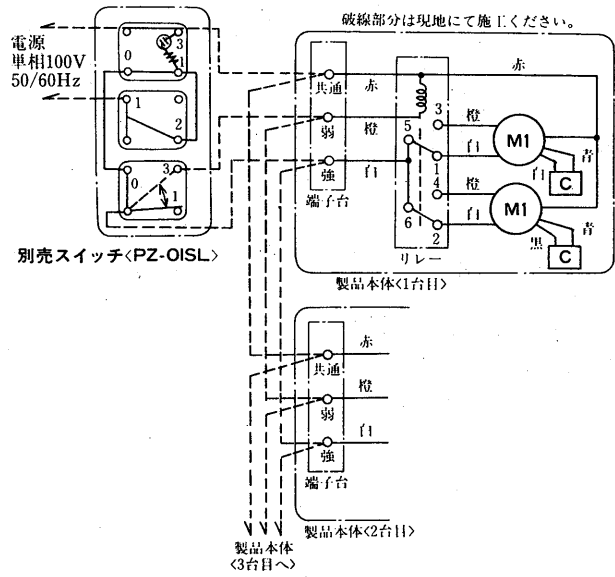 破線部分は現地にて施工ください。
電源
単相100V
50/60Hz
0
3
1
1
2
0
3
1
別売スイッチ<PZ-01SL>
共通
弱
強
端子台
赤
橙
白
赤
5
6
3
1
4
2
リレー
橙
白
橙
白
M1
M1
青
白
C
青
黒
C
製品本体<1台目>
赤
共通
橙
弱
白
強
端子台
製品本体<2台目>
製品本体
<3台目へ>